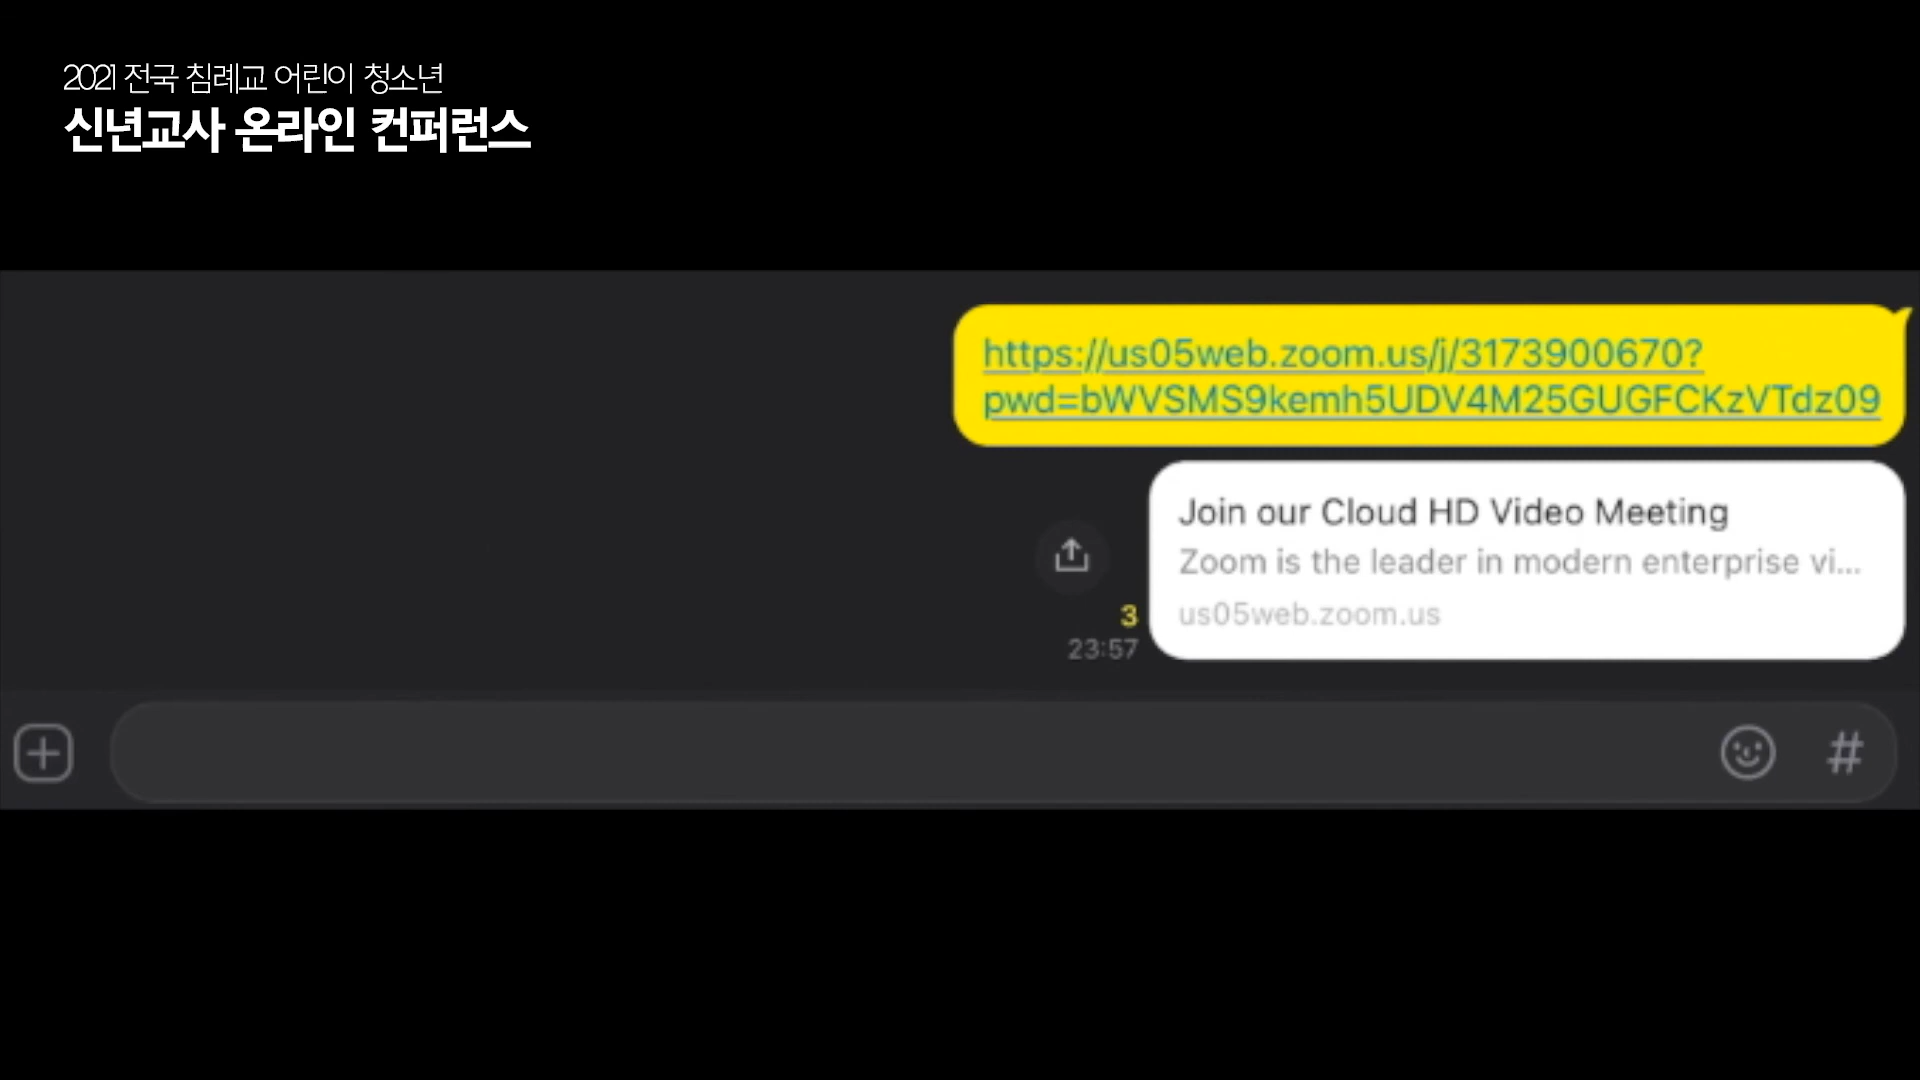 2021 전국 침례교 어린이 청소년
신년교사 온라인 컨퍼런스
https://us05web.zoom.us/j/3173900670?
pwd=bWVSMS9kemh5UDV4M25GUGFCKzVTdz09
Join our Cloud HD Video Meeting
Zoom is the leader in modern enterprise vi...
us05web.zoom.us
3
23:57
#